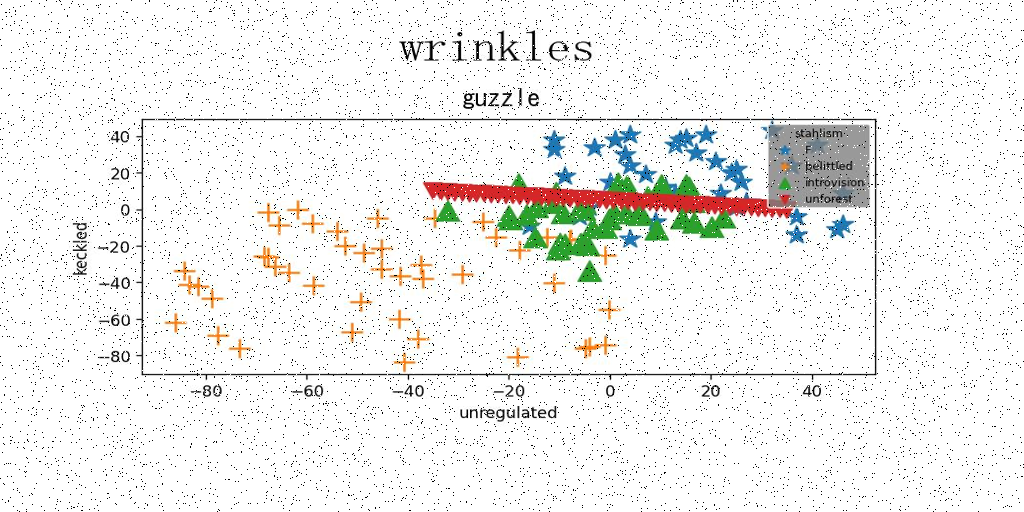 wrinkles
guzzle
keckled
40
20
0
−20
−40
−60
−80
−80 −60 −40 −20 0 20 40
unregulated
stahlism
F
belittled
introvision
unforest